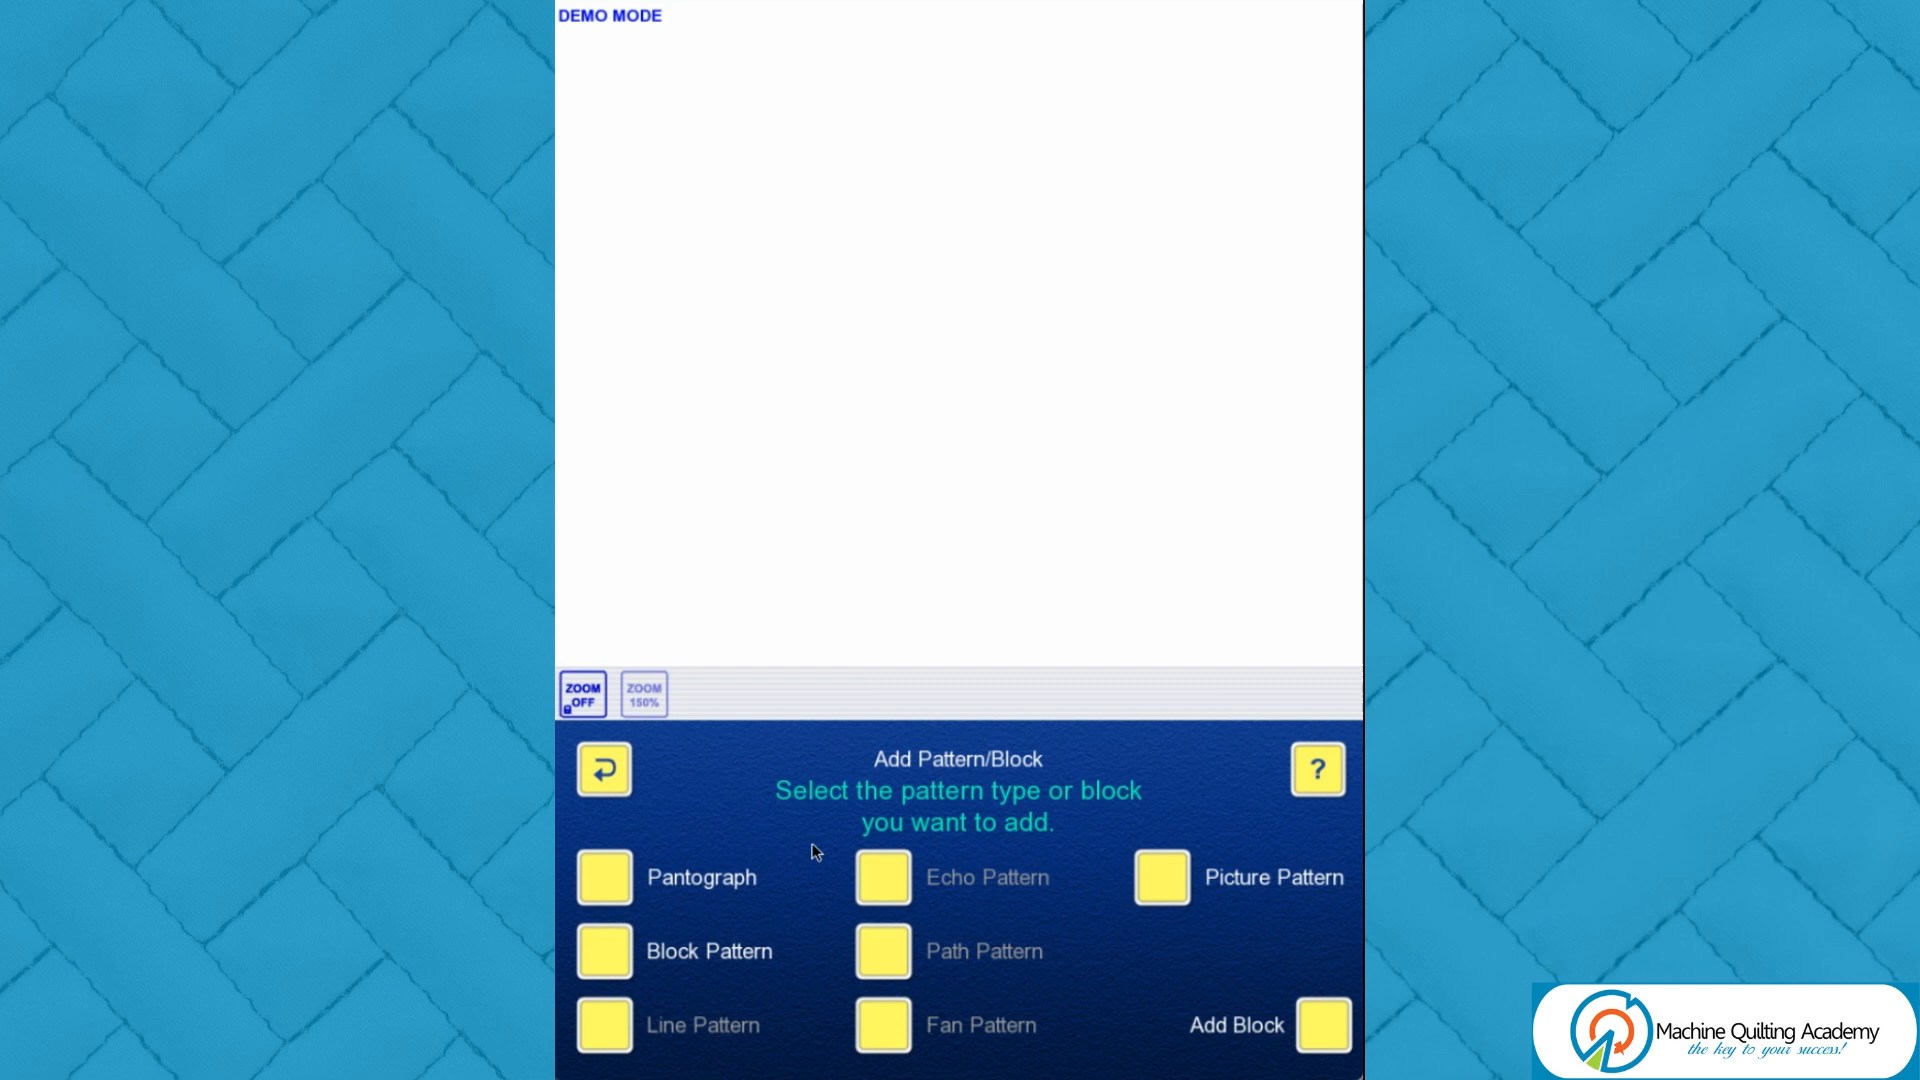 DEMO MODE
ZOOM
OFF
ZOOM
150%
Add Pattern/Block
?
Select the pattern type or block
you want to add.
Pantograph
Echo Pattern
Picture Pattern
Block Pattern
Path Pattern
Line Pattern
Fan Pattern
Add Block
Machine Quilting Academy
the key to your success!